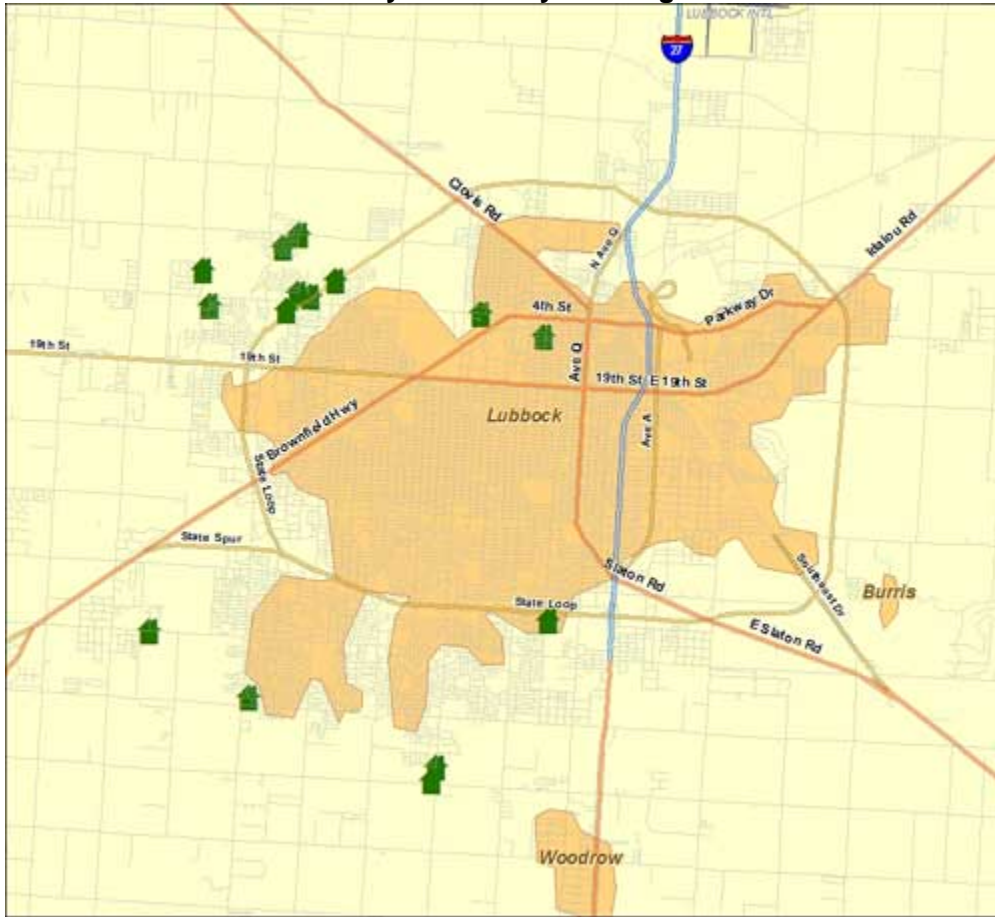 LUBBOCK INTL
27
Clovis Rd
N Ave Q
Idalou Rd
4th St
Parkway Dr
19th St
19th St
Ave Q
19th St
E 19th St
Lubbock
Brownfield Hwy
Ave A
State Loop
State Spur
Slaton Rd
Southeast Dr
Burris
State Loop
E Slaton Rd
Woodrow